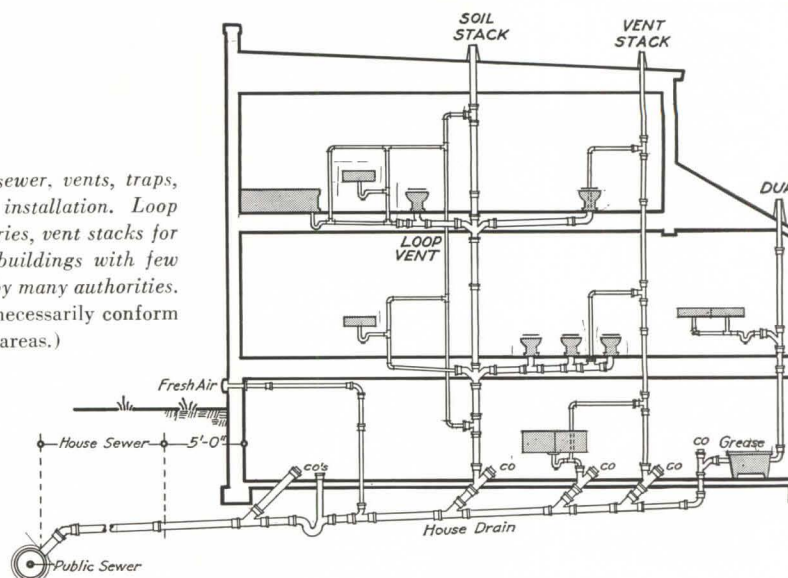 SOIL
STACK
VENT
STACK
sewer, vents, traps,
installation. Loop
ries, vent stacks for
buildings with few
by many authorities.
necessarily conform
areas.)
DUA
LOOP
VENT
Fresh Air
House Sewer
5'-0"
CO's
CO
CO
CO
CO
Grease
House Drain
Public Sewer